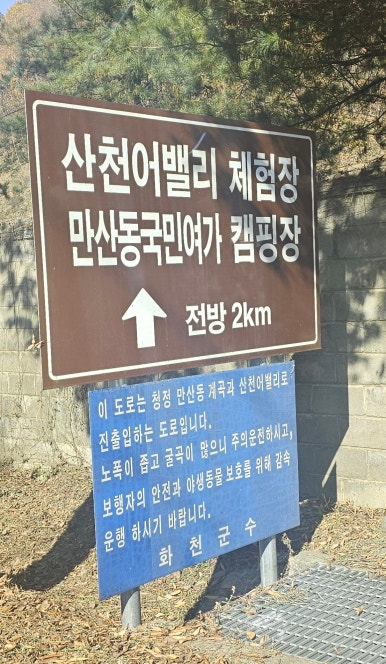 산천어밸리 체험장
만산동국민여가 캠핑장
전방 2km
이 도로는 청정 만산동 계곡과 산천어밸리로
진출입하는 도로입니다.
노폭이 좁고 굴곡이 많으니 주의운전하시고,
보행자의 안전과 야생동물 보호를 위해 감속
운행 하시기 바랍니다.
화천군수